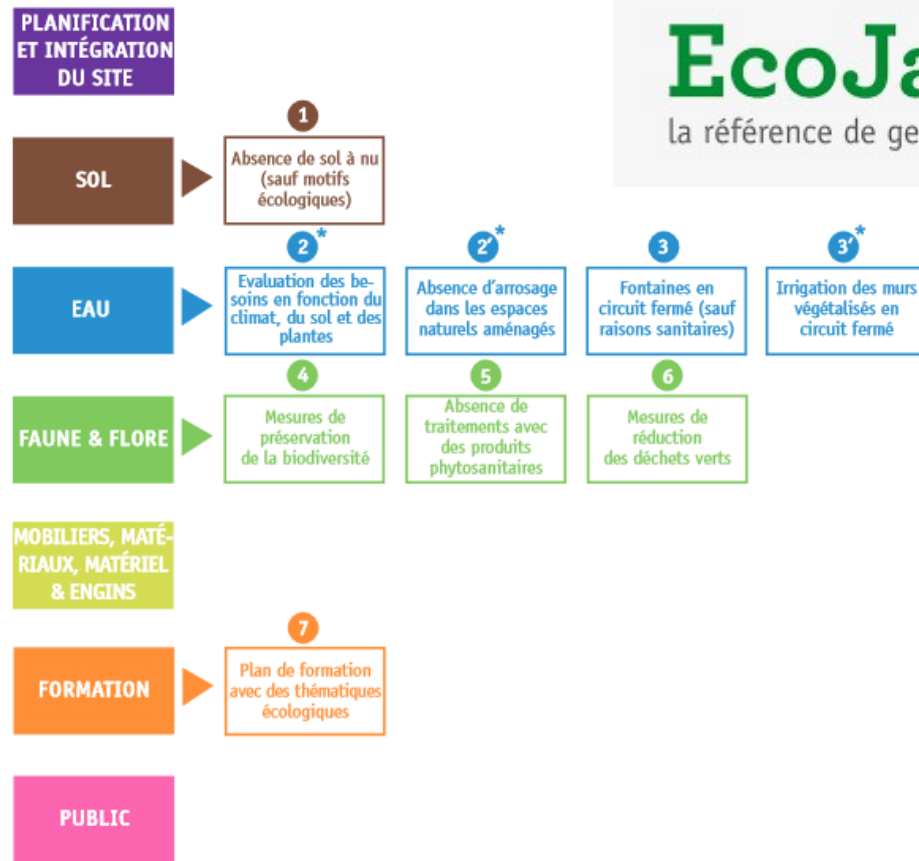 PLANIFICATION
ET INTÉGRATION
DU SITE
EcoJa
la référence de ge
SOL
1
Absence de sol à nu
(sauf motifs
écologiques)
EAU
2*
Evaluation des be-
soins en fonction du
climat, du sol et des
plantes
2'*
Absence d'arrosage
dans les espaces
naturels aménagés
3
Fontaines en
circuit fermé (sauf
raisons sanitaires)
3'*
Irrigation des murs
végétalisés en
circuit fermé
FAUNE & FLORE
4
Mesures de
préservation
de la biodiversité
5
Absence de
traitements avec
des produits
phytosanitaires
6
Mesures de
réduction
des déchets verts
MOBILIERS, MATÉ-
RIAUX, MATÉRIEL
& ENGINS
FORMATION
7
Plan de formation
avec des thématiques
écologiques
PUBLIC